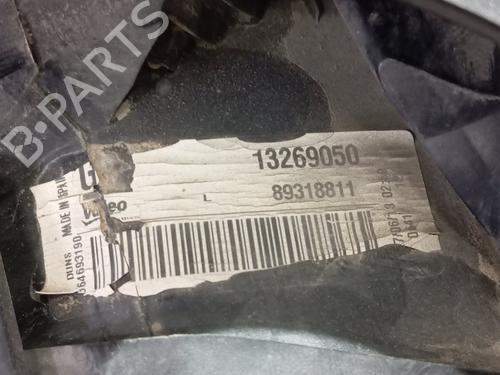 B-PARTS
13269050
L 89318811
Valeo
MADE IN SPAIN
DUNS
564693190